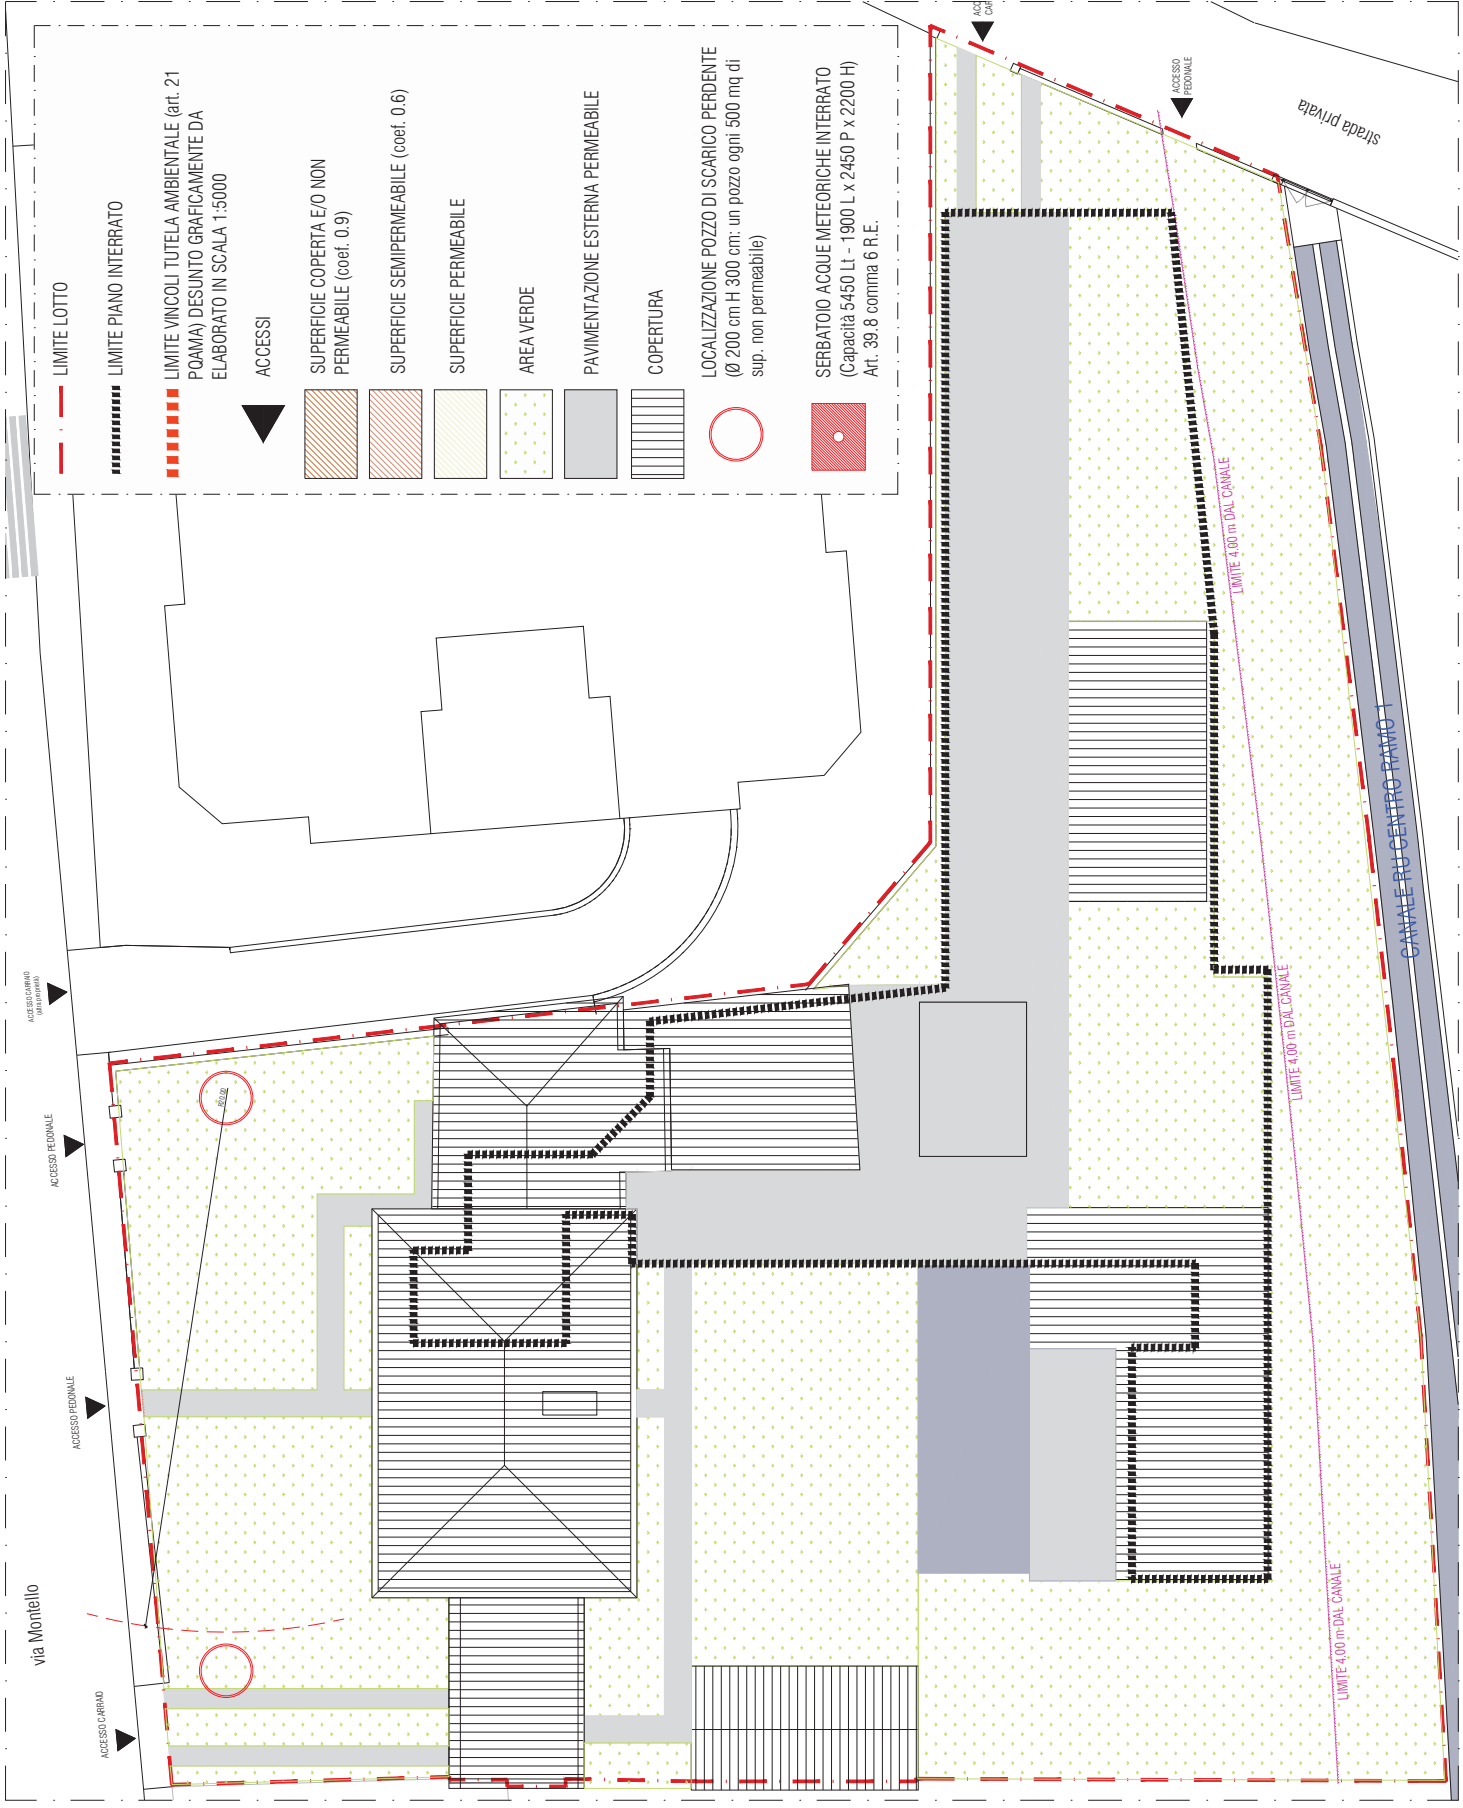 LIMITE LOTTO
LIMITE PIANO INTERRATO
LIMITE VINCOLI TUTELA AMBIENTALE (art. 21
PQAMA) DESUNTO GRAFICAMENTE DA
ELABORATO IN SCALA 1:5000
ACCESSI
SUPERFICIE COPERTA E/O NON
PERMEABILE (coef. 0.9)
SUPERFICIE SEMIPERMEABILE (coef. 0.6)
SUPERFICIE PERMEABILE
AREA VERDE
PAVIMENTAZIONE ESTERNA PERMEABILE
COPERTURA
LOCALIZZAZIONE POZZO DI SCARICO PERDENTE
(Ø 200 cm H 300 cm: un pozzo ogni 500 mq di
sup. non permeabile)
SERBATOIO ACQUE METEORICHE INTERRATO
(Capacità 5450 Lt - 1900 L x 2450 P x 2200 H)
Art. 39.8 comma 6 R.E.
via Montello
ACCESSO CARRAIO
ACCESSO PEDONALE
ACCESSO PEDONALE
ACCESSO CARRAIO
(altra proprietà)
ACCESSO
PEDONALE
strada privata
LIMITE 4,00 m DAL CANALE
LIMITE 4,00 m DAL CANALE
LIMITE 4,00 m DAL CANALE
CANALE RU CENTRO RAMO 1